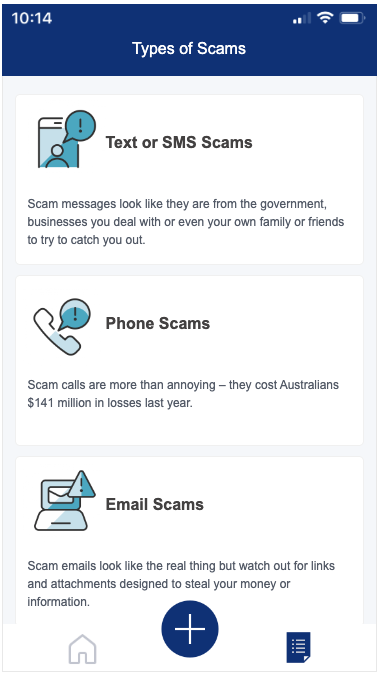 10:14
Types of Scams
Text or SMS Scams
Scam messages look like they are from the government,
businesses you deal with or even your own family or friends
to try to catch you out.
Phone Scams
Scam calls are more than annoying – they cost Australians
$141 million in losses last year.
Email Scams
Scam emails look like the real thing but watch out for links
and attachments designed to steal your money or
information.